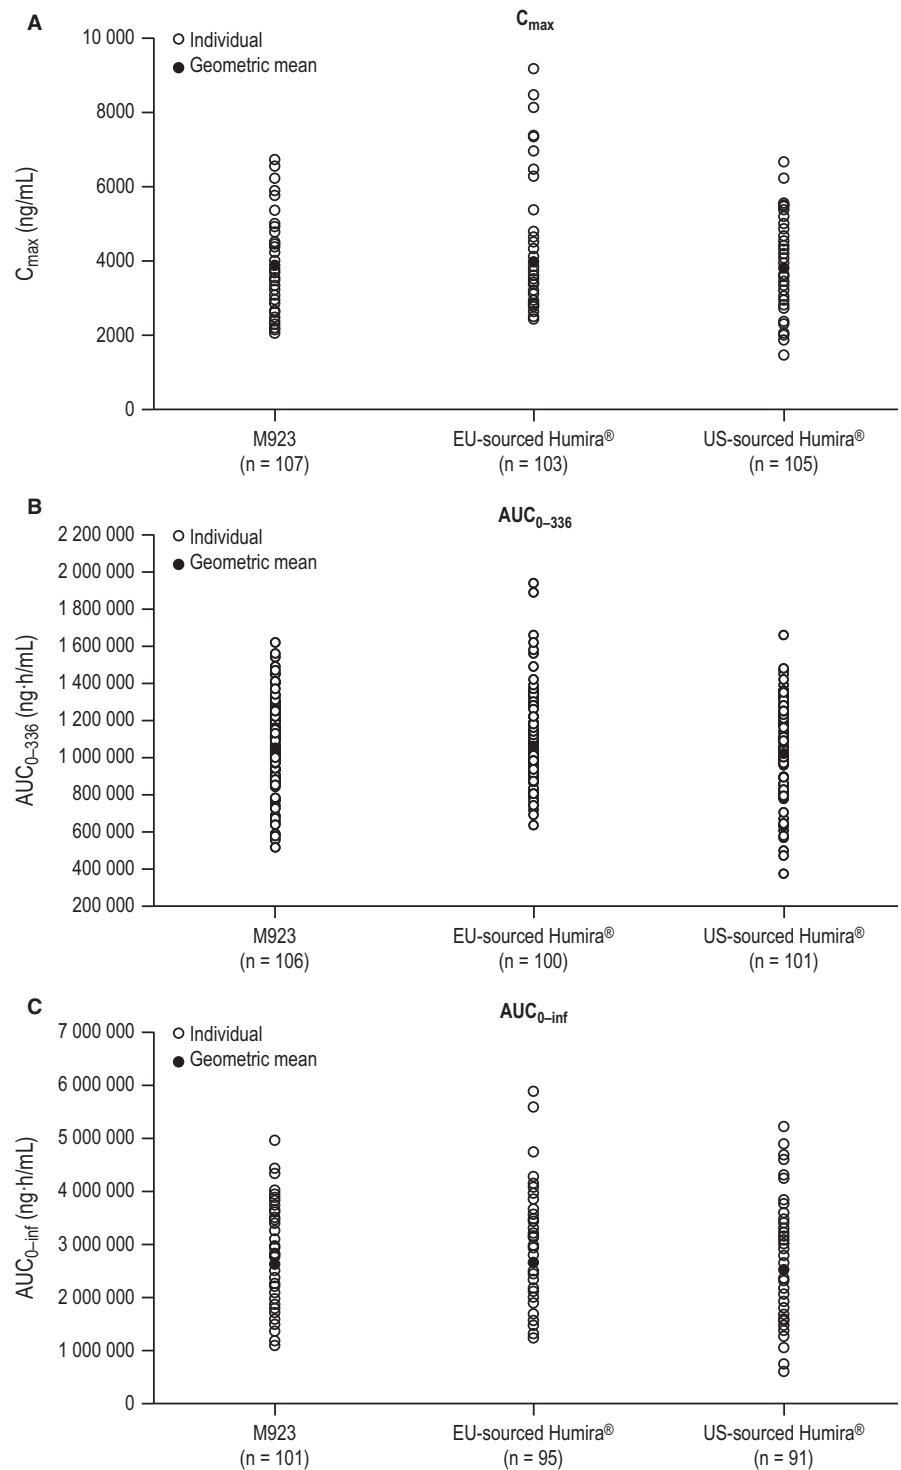 A
Cmax
10 000
8000
6000
4000
2000
0
Cmax (ng/mL)
Individual
Geometric mean
M923
(n = 107)
EU-sourced Humira®
(n = 103)
US-sourced Humira®
(n = 105)
B
AUC0–336
2 200 000
2 000 000
1 800 000
1 600 000
1 400 000
1 200 000
1 000 000
800 000
600 000
400 000
200 000
AUC0–336 (ng·h/mL)
Individual
Geometric mean
M923
(n = 106)
EU-sourced Humira®
(n = 100)
US-sourced Humira®
(n = 101)
C
AUC0–inf
7 000 000
6 000 000
5 000 000
4 000 000
3 000 000
2 000 000
1 000 000
0
AUC0–inf (ng·h/mL)
Individual
Geometric mean
M923
(n = 101)
EU-sourced Humira®
(n = 95)
US-sourced Humira®
(n = 91)